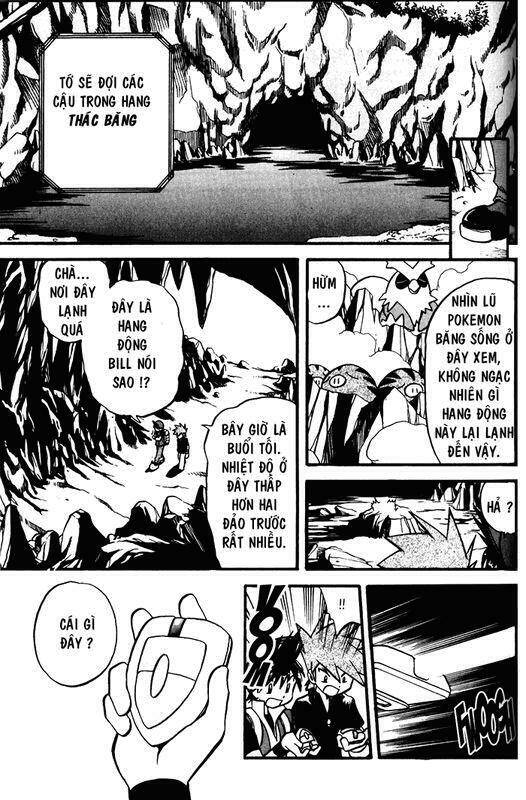 TỚ SẼ ĐỢI CÁC
CẬU TRONG HANG
THÁC BĂNG
CHÀ...
NƠI ĐÂY
LẠNH
QUÁ
ĐÂY LÀ
HANG
ĐỘNG
BILL NÓI
SAO !?
BÂY GIỜ LÀ
BUỔI TỐI.
NHIỆT ĐỘ Ở
ĐÂY THẤP
HƠN HAI
ĐẢO TRƯỚC
RẤT NHIỀU.
HỪM
...
NHÌN LŨ
POKEMON
BĂNG SỐNG Ở
ĐÂY XEM,
KHÔNG NGẠC
NHIÊN GÌ
HANG ĐỘNG
NÀY LẠI LẠNH
ĐẾN VẬY.
HẢ ?
CÁI GÌ
ĐÂY ?
VOOM
!!
FWOOSH